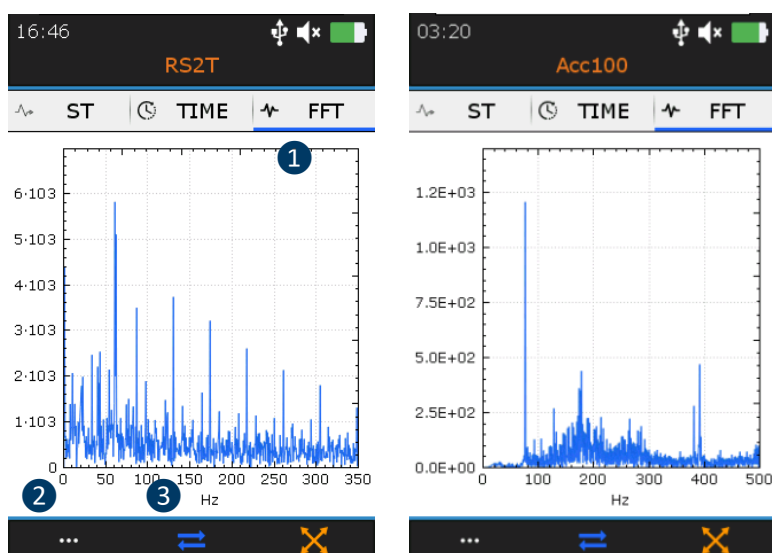 16:46
RS2T
ST TIME FFT
1
6·103
5·103
4·103
3·103
2·103
1·103
0
0 50 100 150 200 250 300 350
Hz
2 3
...
03:20
Acc100
ST TIME FFT
1.2E+03
1.0E+03
7.5E+02
5.0E+02
2.5E+02
0.0E+00
0 100 200 300 400 500
Hz
...